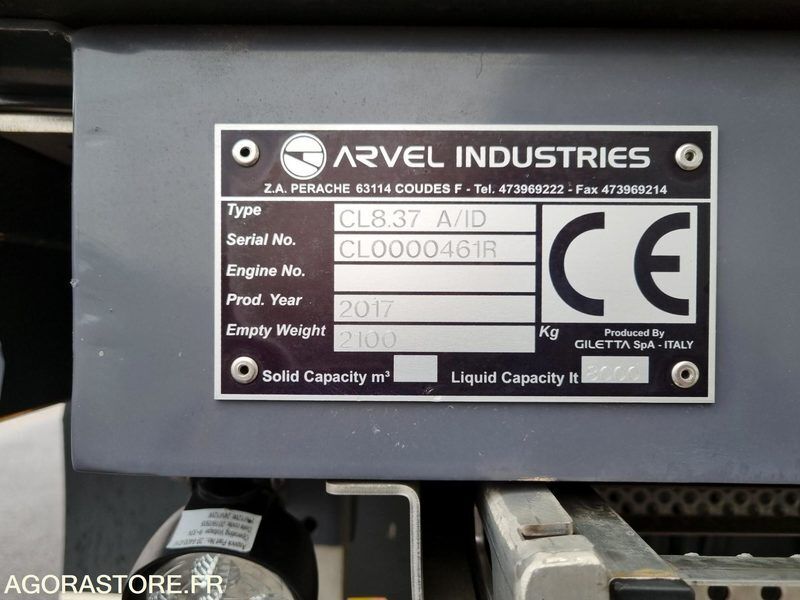 ARVEL INDUSTRIES
Z.A. PERACHE 63114 COUDES F - Tel. 473969222 - Fax 473969214
Type CL8.37 A/ID
Serial No. CL0000461R
Engine No.
Prod. Year 2017
Empty Weight 2100 Kg
CE
Produced By
GILETTA SpA - ITALY
Solid Capacity m³ Liquid Capacity lt 8000
AGORASTORE.FR